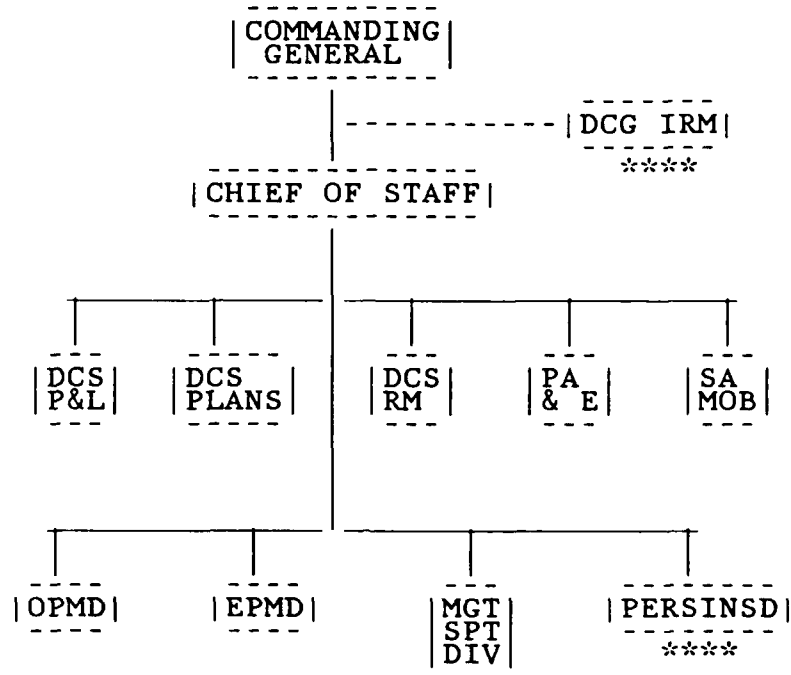 COMMANDING
GENERAL
DCG IRM
****
CHIEF OF STAFF
DCS
P&L
DCS
PLANS
DCS
RM
PA
& E
SA
MOB
OPMD
EPMD
MGT
SPT
DIV
PERSINSD
****